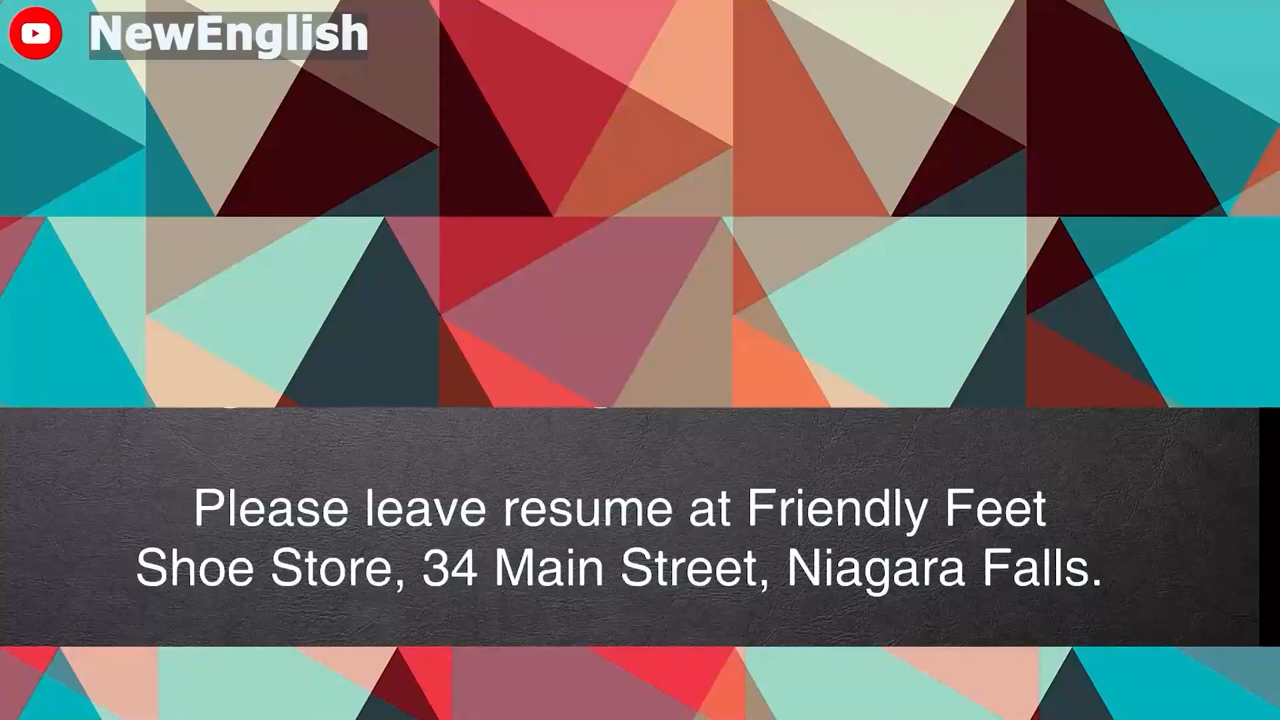 NewEnglish
Please leave resume at Friendly Feet
Shoe Store, 34 Main Street, Niagara Falls.